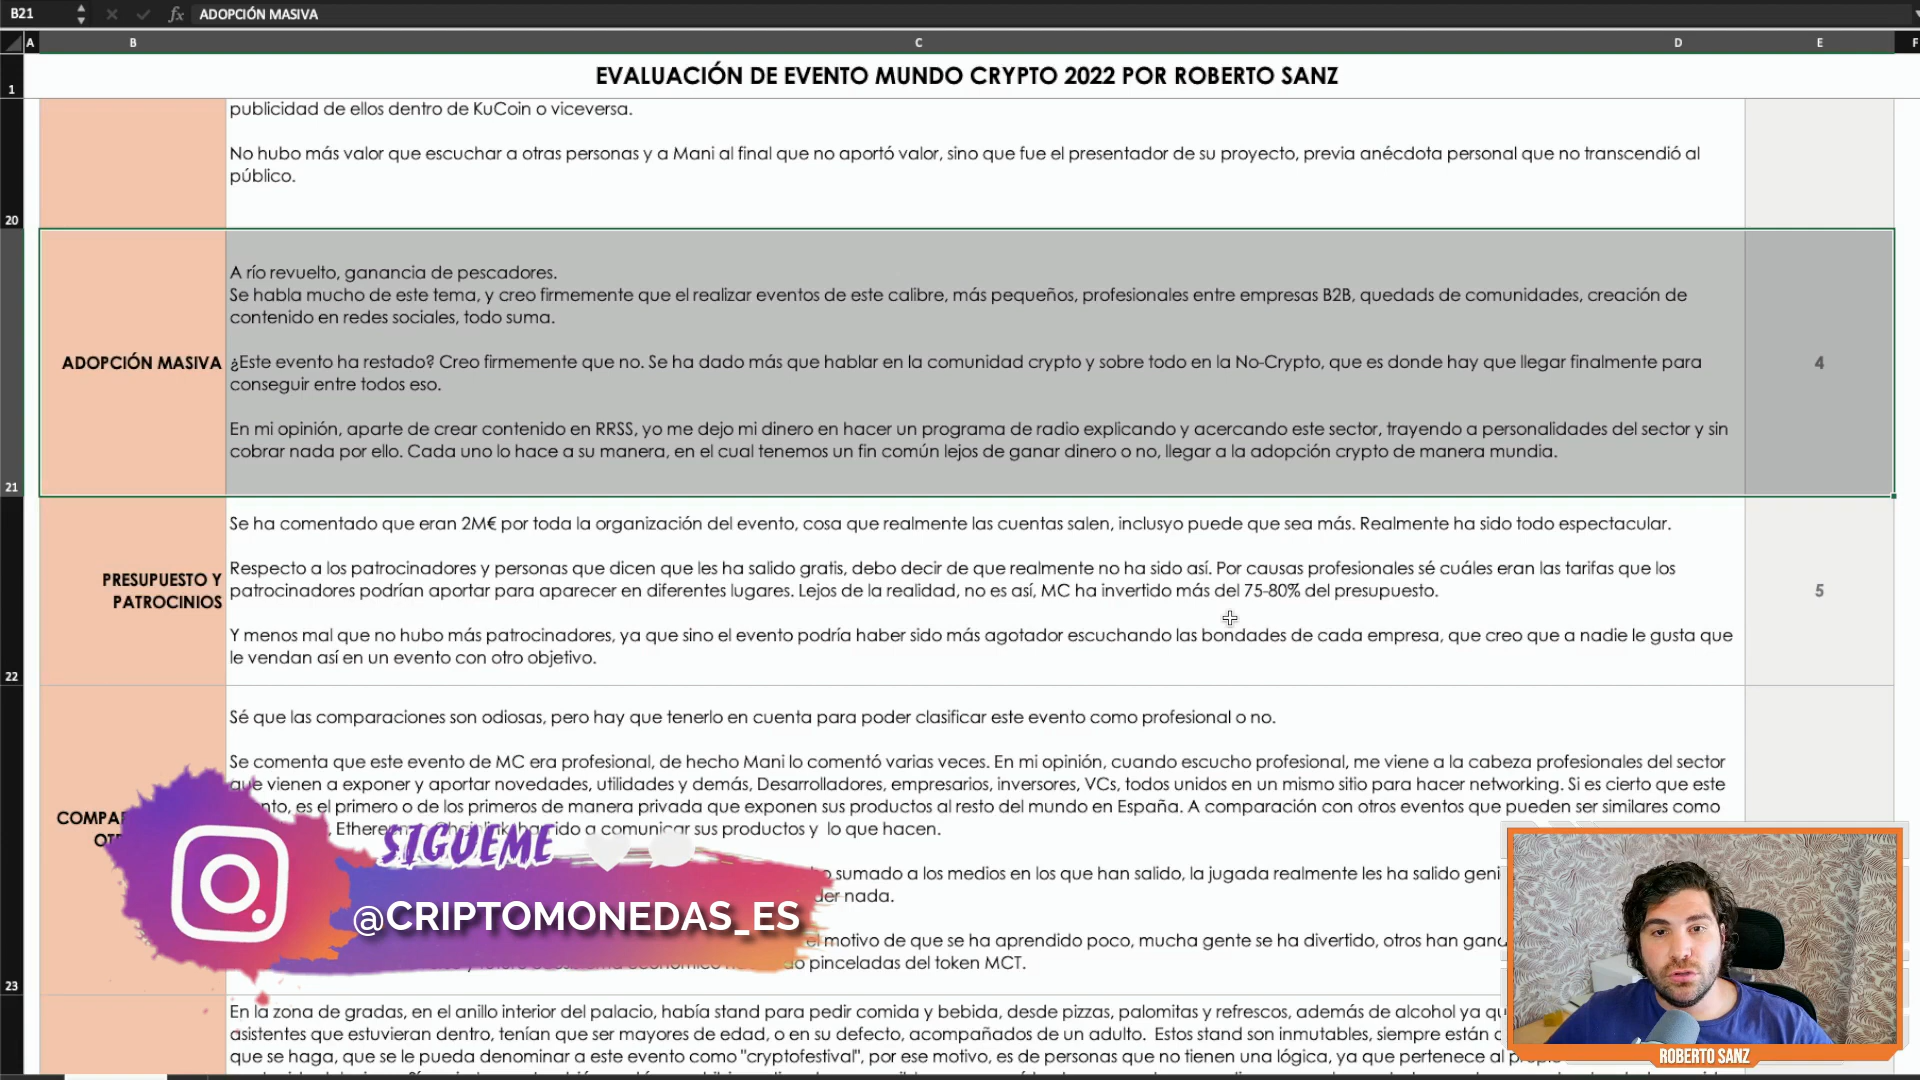 B21
fx ADOPCIÓN MASIVA
A B C D E F
1 EVALUACIÓN DE EVENTO MUNDO CRYPTO 2022 POR ROBERTO SANZ
publicidad de ellos dentro de KuCoin o viceversa.
No hubo más valor que escuchar a otras personas y a Mani al final que no aportó valor, sino que fue el presentador de su proyecto, previa anécdota personal que no transcendió al
público.
20
A río revuelto, ganancia de pescadores.
Se habla mucho de este tema, y creo firmemente que el realizar eventos de este calibre, más pequeños, profesionales entre empresas B2B, quedads de comunidades, creación de
contenido en redes sociales, todo suma.
ADOPCIÓN MASIVA
¿Este evento ha restado? Creo firmemente que no. Se ha dado más que hablar en la comunidad crypto y sobre todo en la No-Crypto, que es donde hay que llegar finalmente para
conseguir entre todos eso.
4
En mi opinión, aparte de crear contenido en RRSS, yo me dejo mi dinero en hacer un programa de radio explicando y acercando este sector, trayendo a personalidades del sector y sin
cobrar nada por ello. Cada uno lo hace a su manera, en el cual tenemos un fin común lejos de ganar dinero o no, llegar a la adopción crypto de manera mundia.
21
Se ha comentado que eran 2M€ por toda la organización del evento, cosa que realmente las cuentas salen, inclusyo puede que sea más. Realmente ha sido todo espectacular.
PRESUPUESTO Y
PATROCINIOS
Respecto a los patrocinadores y personas que dicen que les ha salido gratis, debo decir de que realmente no ha sido así. Por causas profesionales sé cuáles eran las tarifas que los
patrocinadores podrían aportar para aparecer en diferentes lugares. Lejos de la realidad, no es así, MC ha invertido más del 75-80% del presupuesto.
5
Y menos mal que no hubo más patrocinadores, ya que sino el evento podría haber sido más agotador escuchando las bondades de cada empresa, que creo que a nadie le gusta que
le vendan así en un evento con otro objetivo.
22
Sé que las comparaciones son odiosas, pero hay que tenerlo en cuenta para poder clasificar este evento como profesional o no.
Se comenta que este evento de MC era profesional, de hecho Mani lo comentó varias veces. En mi opinión, cuando escucho profesional, me viene a la cabeza profesionales del sector
que vienen a exponer y aportar novedades, utilidades y demás, Desarrolladores, empresarios, inversores, VCs, todos unidos en un mismo sitio para hacer networking. Si es cierto que este
es el primero o de los primeros de manera privada que exponen sus productos al resto del mundo en España. A comparación con otros eventos que pueden ser similares como
ido a comunicar sus productos y lo que hacen.
sumado a los medios en los que han salido, la jugada realmente les ha salido
nada.
el motivo de que se ha aprendido poco, mucha gente se ha divertido, otros han
pinceladas del token MCT.
23
SIGUEME
@CRIPTOMONEDAS_ES
En la zona de gradas, en el anillo interior del palacio, había stand para pedir comida y bebida, desde pizzas, palomitas y refrescos, además de alcohol ya
asistentes que estuvieran dentro, tenían que ser mayores de edad, o en su defecto, acompañados de un adulto. Estos stand son inmutables, siempre están
que se haga, que se le pueda denominar a este evento como "cryptofestival", por ese motivo, es de personas que no tienen una lógica, ya que pertenece al
ROBERTO SANZ